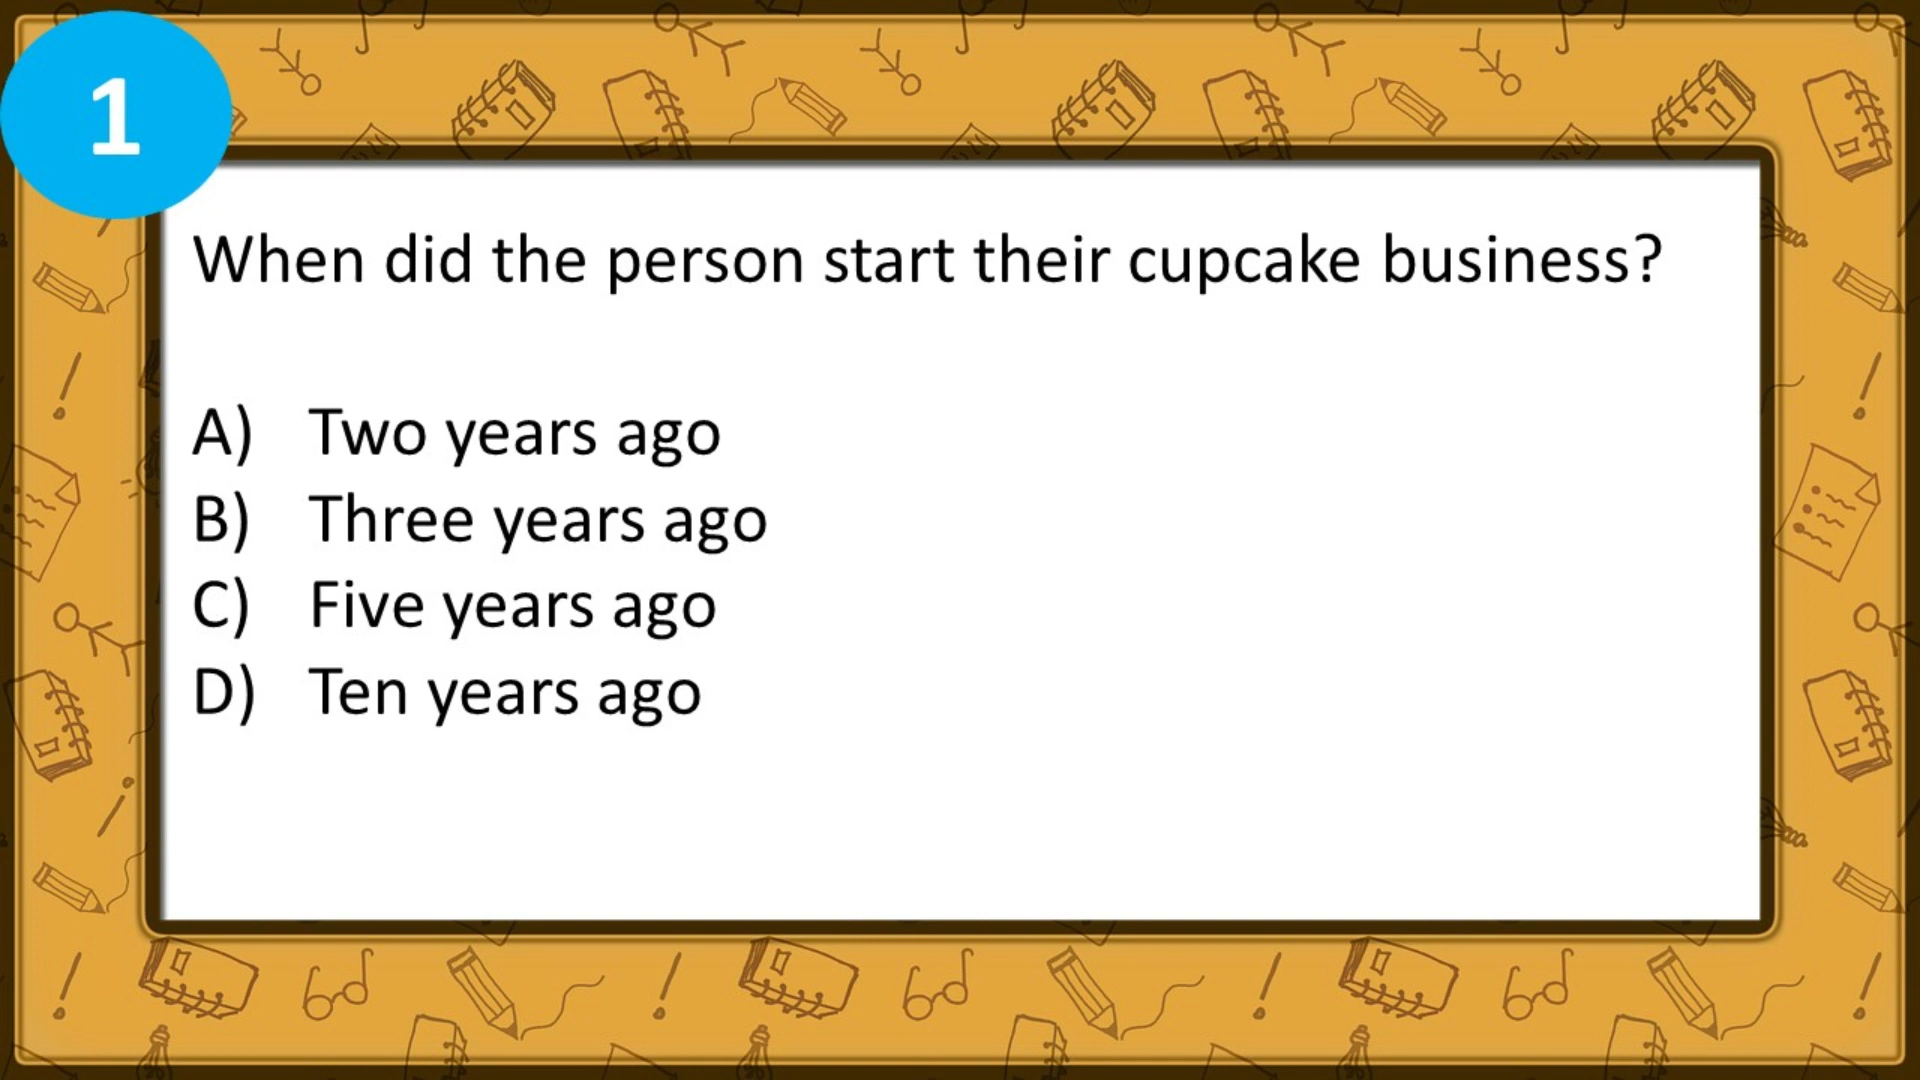 1
When did the person start their cupcake business?
A) Two years ago
B) Three years ago
C) Five years ago
D) Ten years ago